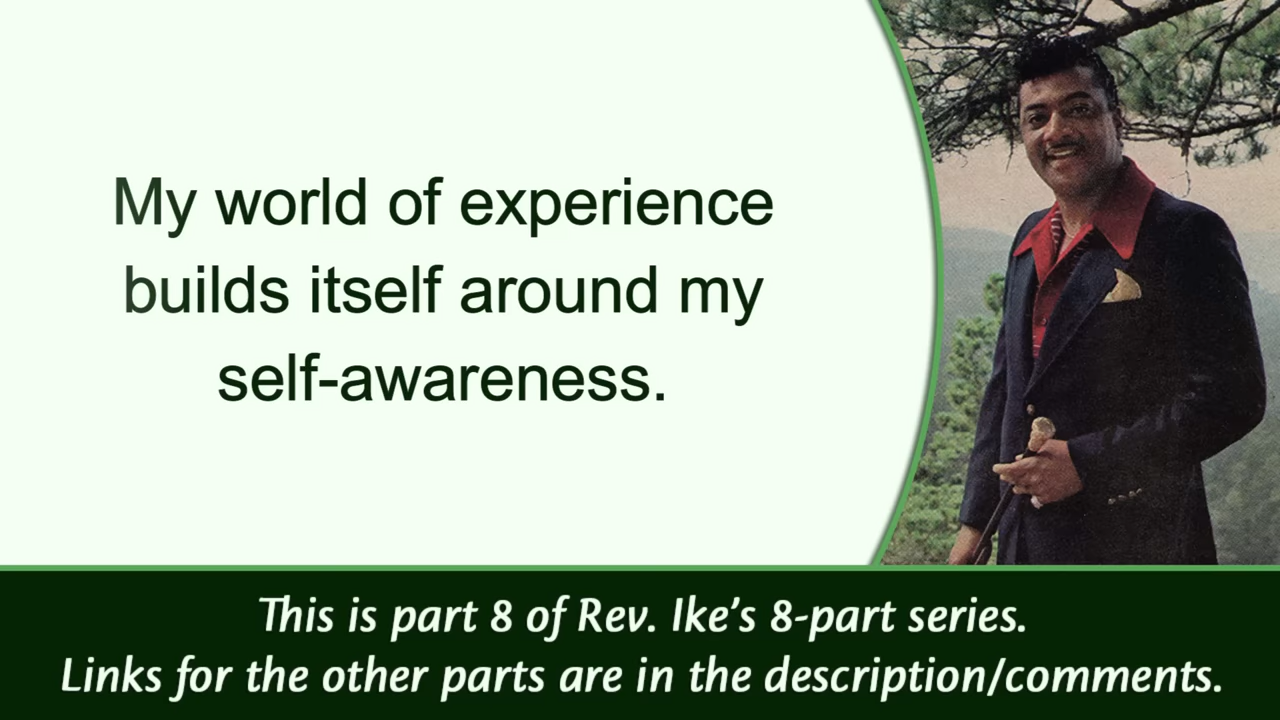 My world of experience
builds itself around my
self-awareness.
This is part 8 of Rev. Ike’s 8-part series.
Links for the other parts are in the description/comments.